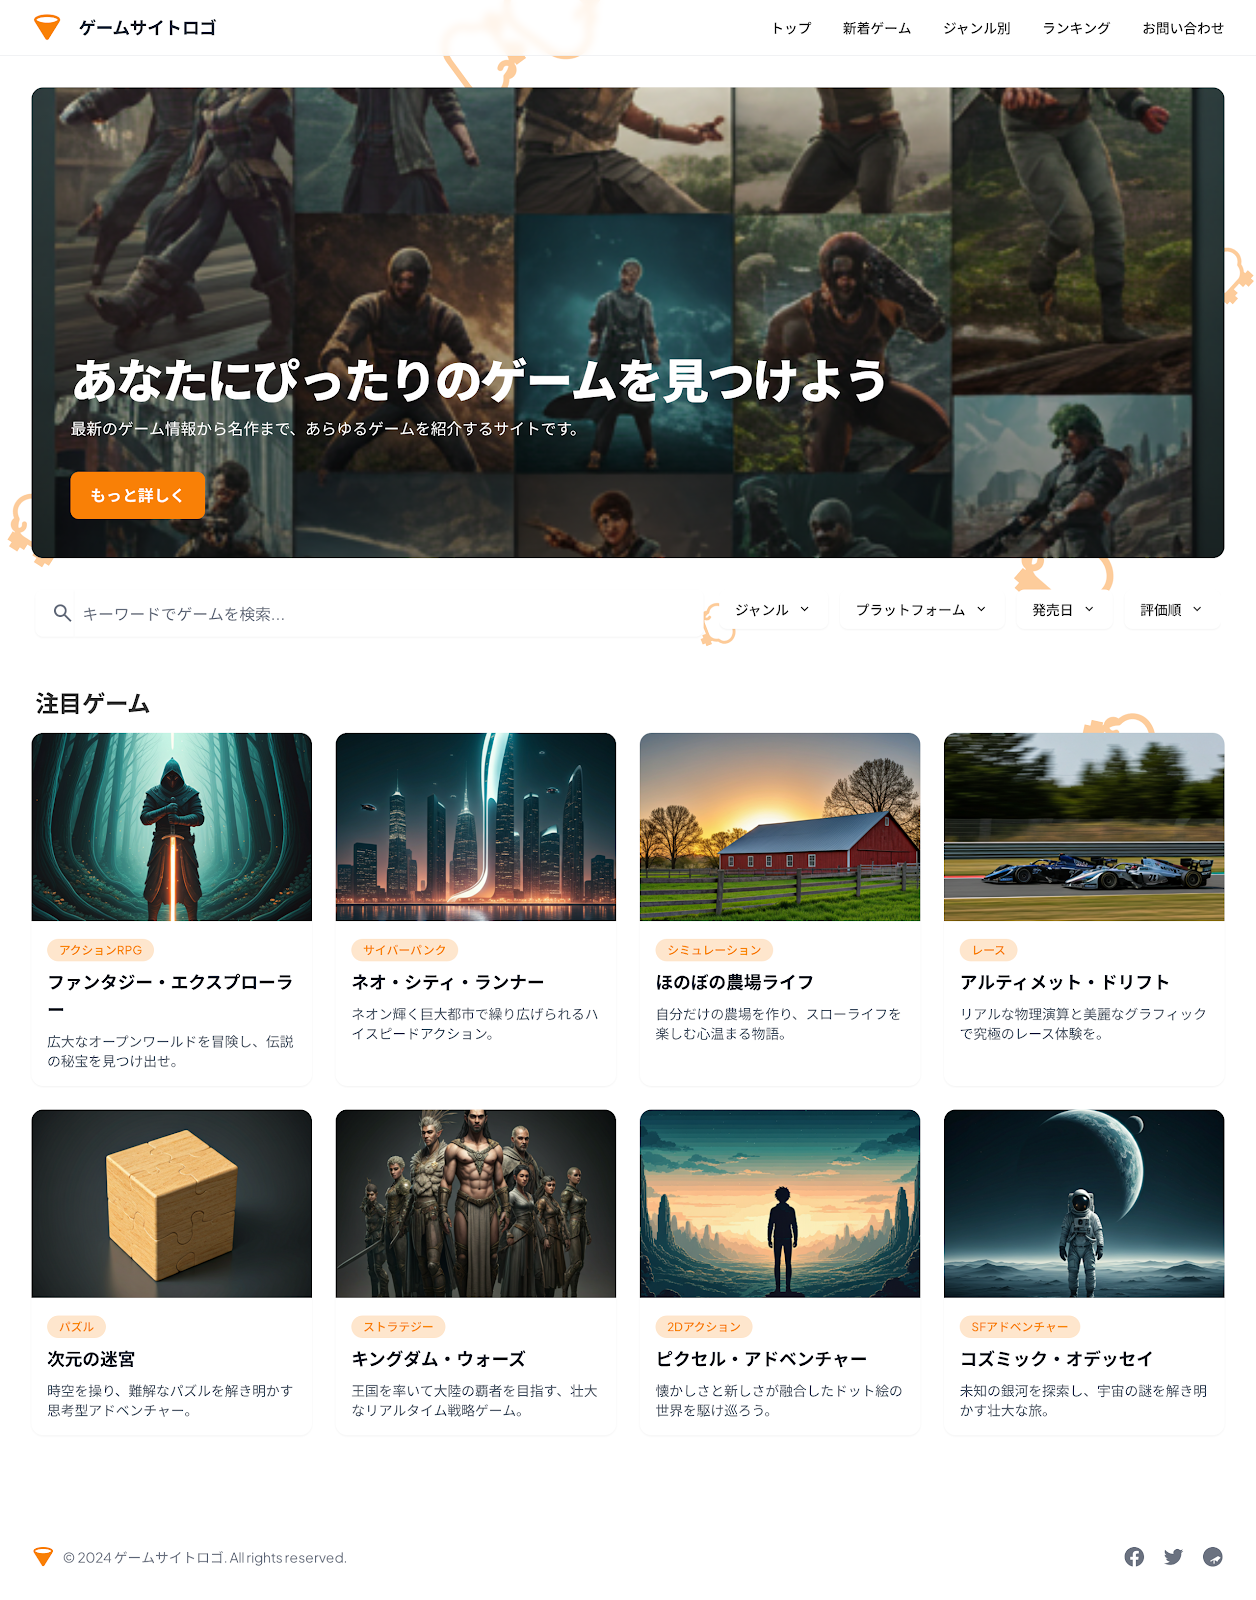 ゲームサイトロゴ
トップ
新着ゲーム
ジャンル別
ランキング
お問い合わせ
あなたにぴったりのゲームを見つけよう
最新のゲーム情報から名作まで、あらゆるゲームを紹介するサイトです。
もっと詳しく
キーワードでゲームを検索...
ジャンル
プラットフォーム
発売日
評価順
注目ゲーム
アクションRPG
ファンタジー・エクスプローラ
ー
広大なオープンワールドを冒険し、伝説
の秘宝を見つけ出せ。
サイバーパンク
ネオ・シティ・ランナー
ネオン輝く巨大都市で繰り広げられるハ
イスピードアクション。
シミュレーション
ほのぼの農場ライフ
自分だけの農場を作り、スローライフを
楽しむ心温まる物語。
レース
アルティメット・ドリフト
リアルな物理演算と美麗なグラフィック
で究極のレース体験を。
パズル
次元の迷宮
時空を操り、難解なパズルを解き明かす
思考型アドベンチャー。
ストラテジー
キングダム・ウォーズ
王国を率いて大陸の覇者を目指す、壮大
なリアルタイム戦略ゲーム。
2Dアクション
ピクセル・アドベンチャー
懐かしさと新しさが融合したドット絵の
世界を駆け巡ろう。
SFアドベンチャー
コズミック・オデッセイ
未知の銀河を探索し、宇宙の謎を解き明
かす壮大な旅。
© 2024 ゲームサイトロゴ. All rights reserved.